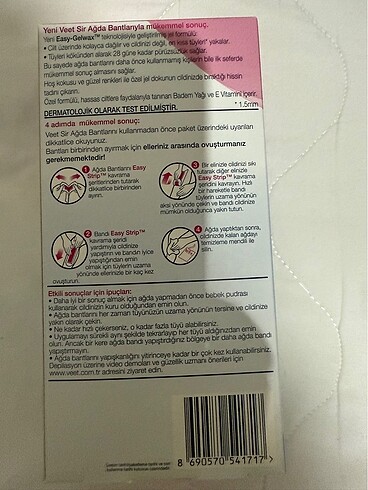 Yeni Veet Sir Ağda Bantlarıyla mükemmel sonuç.
Yeni Easy-Gelwax™ teknolojisiyle geliştirilen jel formülü:
• Cilt üzerinde kolayca dağılır ve cildinizi değil, en kısa tüyleri* yakalar.
• Tüyleri kökünden alarak 28 güne kadar pürüzsüzlük sağlar.
Bu sayede ağda bantlarını daha önce kullanmamış kişilerin bile ilk seferde
mükemmel sonuç almasını sağlar.
Hoş kokusu ve güzel renkleri ile özel jel dokunun cildinizde bıraktığı hissin
tadını çıkarın.
Özel formülü, hassas ciltlere faydalarıyla tanınan Badem Yağı ve E Vitamini içerir.
DERMATOLOJİK OLARAK TEST EDİLMİŞTİR.
* 1,5mm
4 adımda mükemmel sonuç:
Veet Sir Ağda Bantlarını kullanmadan önce paket üzerindeki uyarıları
dikkatlice okuyunuz.
Bantları birbirinden ayırmak için elleriniz arasında ovuşturmanız
gerekmemektedir!
1 Ağda Bantlarını Easy
Strip™ kavrama
şeritlerinden tutarak
dikkatlice birbirinden
ayırın.
2 Bandı Easy Strip™
kavrama şeridi
yardımıyla cildinize
yapıştırın ve bandın iyice
yapıştığından emin
olmak için tüylerin uzama
yönünde ellerinizle bir kaç kez
ovuşturun.
3 Bir elinizle cildinizi sıkı
tutarak diğer elinizle
Easy Strip™ kavrama
şeridini kavrayın. Hızlı
bir hareketle bandı
tüylerin uzama yönünün
aksi yönünde çekin ve bandı cildinize
mümkün olduğunca yakın tutun.
4 Ağda yaptıktan sonra,
cildinizde kalan ağdayı
temizleme mendili ile
silin.
Etkili sonuçlar için ipuçları:
• Daha iyi bir sonuç almak için ağda yapmadan önce bebek pudrası
kullanarak cildinizin kuru olduğundan emin olun.
• Ağda bantlarını her zaman tüyünüzün uzama yönünün tersine ve cildinize
yakın olarak çekin.
• Ne kadar hızlı çekerseniz, o kadar fazla tüyü alabilirsiniz.
• Uygulamayı sürekli aynı şekilde tekrarlayıp her tüyü aldığınızdan emin
olun. Ancak bir kere ağda bandı yapıştırdığınız bölgeye bir daha ağda bandı
yapıştırmayın.
• Ağda bantlarını yapışkanlığını yitirinceye kadar bir çok kez kullanabilirsiniz.
Depilasyon üzerine video demoları ve güzellik uzmanı önerileri için
www.veet.com.tr adresini ziyaret edin.
8 690570 541717 >